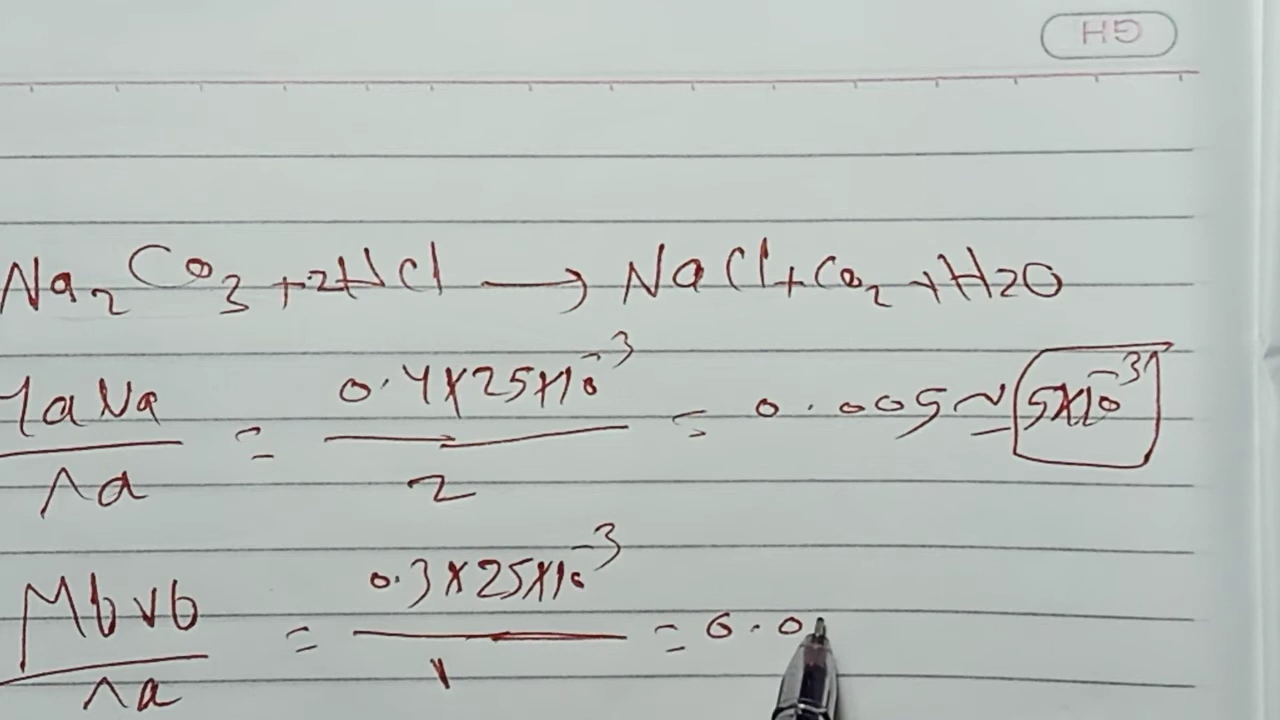 GH
Na₂CO₃ + 2HCl → NaCl + CO₂ + H2O
MaVa / na = 0.4×25×10⁻³ / 2 = 0.005 ≃ 5×10⁻³
Mbvb / na = 0.3×25×10⁻³ / 1 = 0.0